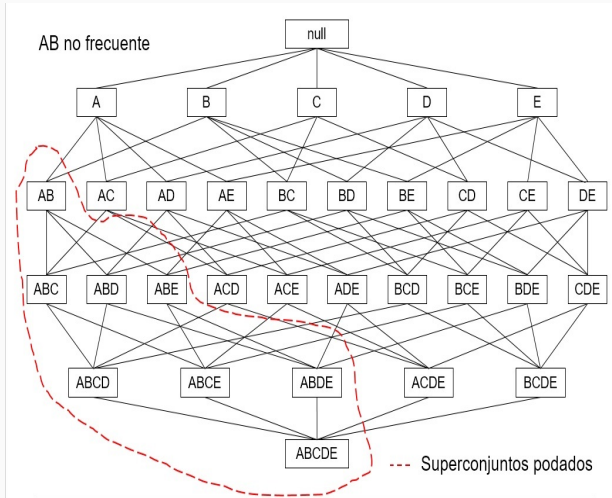 null
AB no frecuente
A B C D E
AB AC AD AE BC BD BE CD CE DE
ABC ABD ABE ACD ACE ADE BCD BCE BDE CDE
ABCD ABCE ABDE ACDE BCDE
ABCDE
Superconjuntos podados